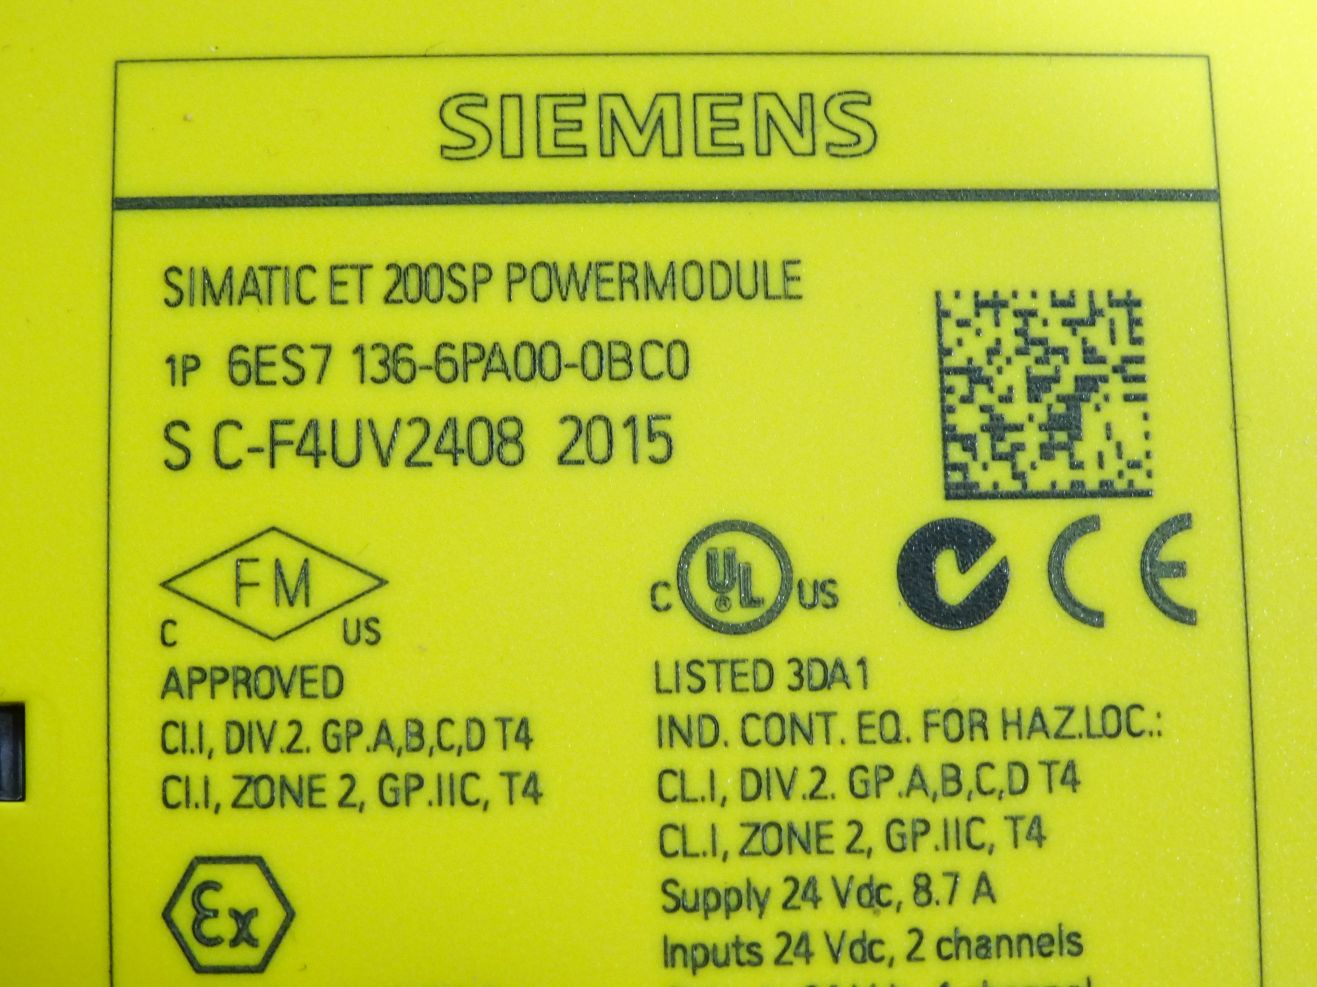 SIEMENS
SIMATIC ET 200SP POWERMODULE
1P 6ES7 136-6PA00-0BC0
S C-F4UV2408 2015
FM
C US
APPROVED
Cl.I, DIV.2. GP.A,B,C,D T4
Cl.I, ZONE 2, GP.IIC, T4
Ex
C UL US
CE
LISTED 3DA1
IND. CONT. EQ. FOR HAZ.LOC.:
CL.I, DIV.2. GP.A,B,C,D T4
CL.I, ZONE 2, GP.IIC, T4
Supply 24 Vdc, 8.7 A
Inputs 24 Vdc, 2 channels